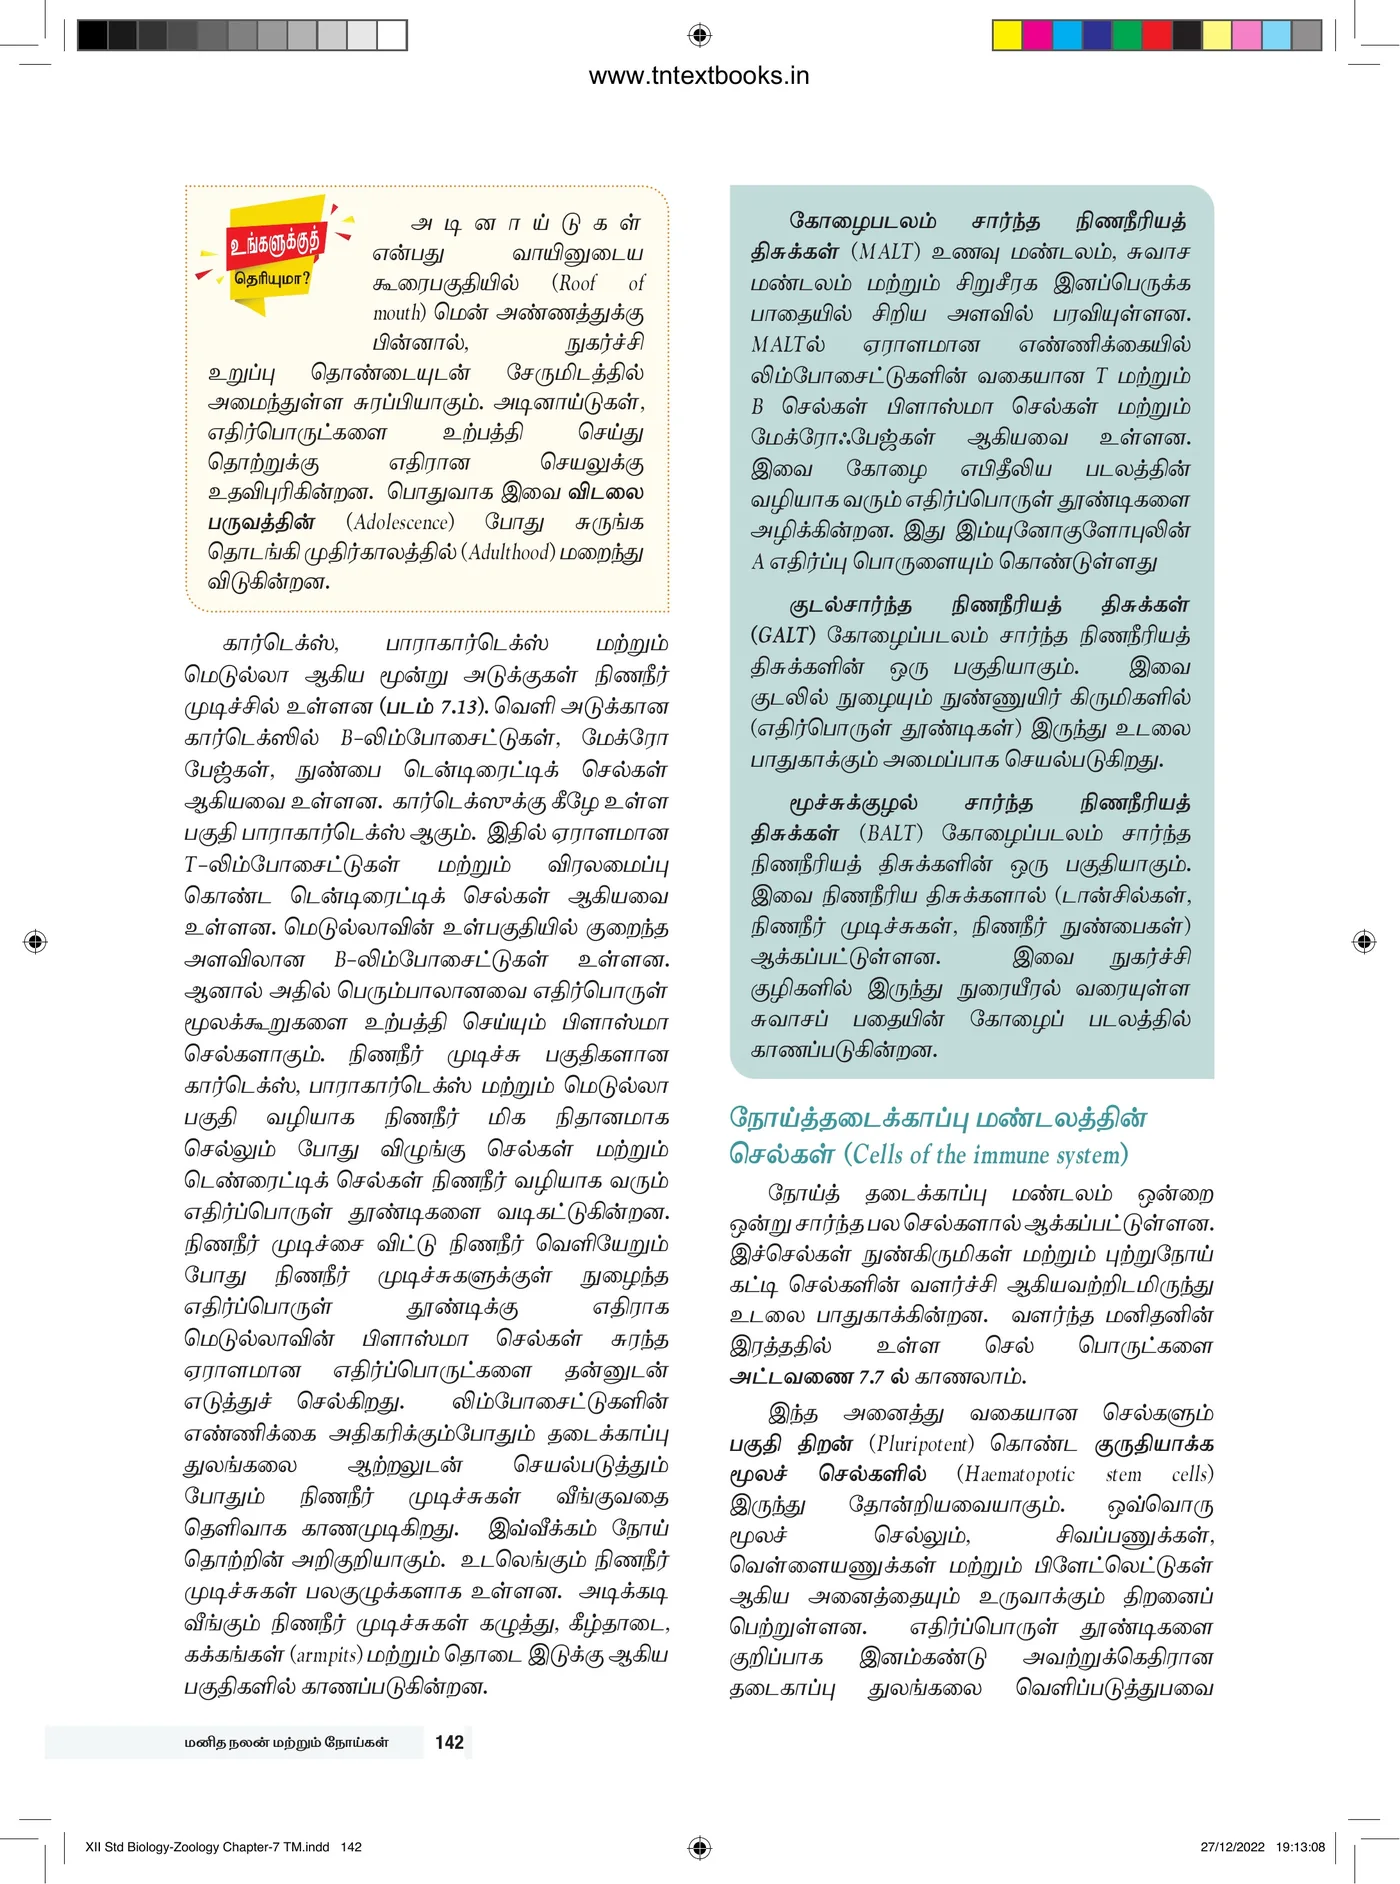 www.tntextbooks.in
உங்களுக்குத்
தெரியுமா?
அடினாய்டுகள்
என்பது வாயினுடைய
கூரைபகுதியில் (Roof of
mouth) மென் அண்ணத்துக்கு
பின்னால், நுகர்ச்சி
உறுப்பு தொண்டையுடன் சேருமிடத்தில்
அமைந்துள்ள சுரப்பியாகும். அடினாய்டுகள்,
எதிர்பொருட்களை உற்பத்தி செய்து
தொற்றுக்கு எதிரான செயலுக்கு
உதவிபுரிகின்றன. பொதுவாக இவை விடலை
பருவத்தின் (Adolescence) போது சுருங்க
தொடங்கி முதிர்காலத்தில் (Adulthood) மறைந்து
விடுகின்றன.
கார்டெக்ஸ், பாராகார்டெக்ஸ் மற்றும்
மெடுல்லா ஆகிய மூன்று அடுக்குகள் நிணநீர்
முடிச்சில் உள்ளன (படம் 7.13). வெளி அடுக்கான
கார்டெக்ஸில் B-லிம்போசைட்டுகள், மேக்ரோ
பேஜ்கள், நுண்பை டென்டிரைட்டிக் செல்கள்
ஆகியவை உள்ளன. கார்டெக்ஸுக்கு கீழே உள்ள
பகுதி பாராகார்டெக்ஸ் ஆகும். இதில் ஏராளமான
T-லிம்போசைட்டுகள் மற்றும் விரலமைப்பு
கொண்ட டென்டிரைட்டிக் செல்கள் ஆகியவை
உள்ளன. மெடுல்லாவின் உள்பகுதியில் குறைந்த
அளவிலான B-லிம்போசைட்டுகள் உள்ளன.
ஆனால் அதில் பெரும்பாலானவை எதிர்பொருள்
மூலக்கூறுகளை உற்பத்தி செய்யும் பிளாஸ்மா
செல்களாகும். நிணநீர் முடிச்சு பகுதிகளான
கார்டெக்ஸ், பாராகார்டெக்ஸ் மற்றும் மெடுல்லா
பகுதி வழியாக நிணநீர் மிக நிதானமாக
செல்லும் போது விழுங்கு செல்கள் மற்றும்
டெண்ரைட்டிக் செல்கள் நிணநீர் வழியாக வரும்
எதிர்ப்பொருள் தூண்டிகளை வடிகட்டுகின்றன.
நிணநீர் முடிச்சை விட்டு நிணநீர் வெளியேறும்
போது நிணநீர் முடிச்சுகளுக்குள் நுழைந்த
எதிர்ப்பொருள் தூண்டிக்கு எதிராக
மெடுல்லாவின் பிளாஸ்மா செல்கள் சுரந்த
ஏராளமான எதிர்ப்பொருட்களை தன்னுடன்
எடுத்துச் செல்கிறது. லிம்போசைட்டுகளின்
எண்ணிக்கை அதிகரிக்கும்போதும் தடைக்காப்பு
துலங்கலை ஆற்றலுடன் செயல்படுத்தும்
போதும் நிணநீர் முடிச்சுகள் வீங்குவதை
தெளிவாக காணமுடிகிறது. இவ்வீக்கம் நோய்
தொற்றின் அறிகுறியாகும். உடலெங்கும் நிணநீர்
முடிச்சுகள் பலகுழுக்களாக உள்ளன. அடிக்கடி
வீங்கும் நிணநீர் முடிச்சுகள் கழுத்து, கீழ்தாடை,
கக்கங்கள் (armpits) மற்றும் தொடை இடுக்கு ஆகிய
பகுதிகளில் காணப்படுகின்றன.
கோழைபடலம் சார்ந்த நிணநீரியத்
திசுக்கள் (MALT) உணவு மண்டலம், சுவாச
மண்டலம் மற்றும் சிறுசீரக இனப்பெருக்க
பாதையில் சிறிய அளவில் பரவியுள்ளன.
MALTல் ஏராளமான எண்ணிக்கையில்
லிம்போசைட்டுகளின் வகையான T மற்றும்
B செல்கள் பிளாஸ்மா செல்கள் மற்றும்
மேக்ரோஃபேஜ்கள் ஆகியவை உள்ளன.
இவை கோழை எபிதீலிய படலத்தின்
வழியாக வரும் எதிர்ப்பொருள் தூண்டிகளை
அழிக்கின்றன. இது இம்யுனோகுளோபுலின்
A எதிர்ப்பு பொருளையும் கொண்டுள்ளது
குடல்சார்ந்த நிணநீரியத் திசுக்கள்
(GALT) கோழைப்படலம் சார்ந்த நிணநீரியத்
திசுக்களின் ஒரு பகுதியாகும். இவை
குடலில் நுழையும் நுண்ணுயிர் கிருமிகளில்
(எதிர்பொருள் தூண்டிகள்) இருந்து உடலை
பாதுகாக்கும் அமைப்பாக செயல்படுகிறது.
மூச்சுக்குழல் சார்ந்த நிணநீரியத்
திசுக்கள் (BALT) கோழைப்படலம் சார்ந்த
நிணநீரியத் திசுக்களின் ஒரு பகுதியாகும்.
இவை நிணநீரிய திசுக்களால் (டான்சில்கள்,
நிணநீர் முடிச்சுகள், நிணநீர் நுண்பைகள்)
ஆக்கப்பட்டுள்ளன. இவை நுகர்ச்சி
குழிகளில் இருந்து நுரையீரல் வரையுள்ள
சுவாசப் பதையின் கோழைப் படலத்தில்
காணப்படுகின்றன.
நோய்த்தடைக்காப்பு மண்டலத்தின்
செல்கள் (Cells of the immune system)
நோய்த் தடைக்காப்பு மண்டலம் ஒன்றை
ஒன்று சார்ந்த பல செல்களால் ஆக்கப்பட்டுள்ளன.
இச்செல்கள் நுண்கிருமிகள் மற்றும் புற்றுநோய்
கட்டி செல்களின் வளர்ச்சி ஆகியவற்றிடமிருந்து
உடலை பாதுகாக்கின்றன. வளர்ந்த மனிதனின்
இரத்ததில் உள்ள செல் பொருட்களை
அட்டவணை 7.7 ல் காணலாம்.
இந்த அனைத்து வகையான செல்களும்
பகுதி திறன் (Pluripotent) கொண்ட குருதியாக்க
மூலச் செல்களில் (Haematopotic stem cells)
இருந்து தோன்றியவையாகும். ஒவ்வொரு
மூலச் செல்லும், சிவப்பணுக்கள்,
வெள்ளையணுக்கள் மற்றும் பிளேட்லெட்டுகள்
ஆகிய அனைத்தையும் உருவாக்கும் திறனைப்
பெற்றுள்ளன. எதிர்ப்பொருள் தூண்டிகளை
குறிப்பாக இனம்கண்டு அவற்றுக்கெதிரான
தடைகாப்பு துலங்கலை வெளிப்படுத்துபவை
மனித நலன் மற்றும் நோய்கள் 142
XII Std Biology-Zoology Chapter-7 TM.indd 142
27/12/2022 19:13:08